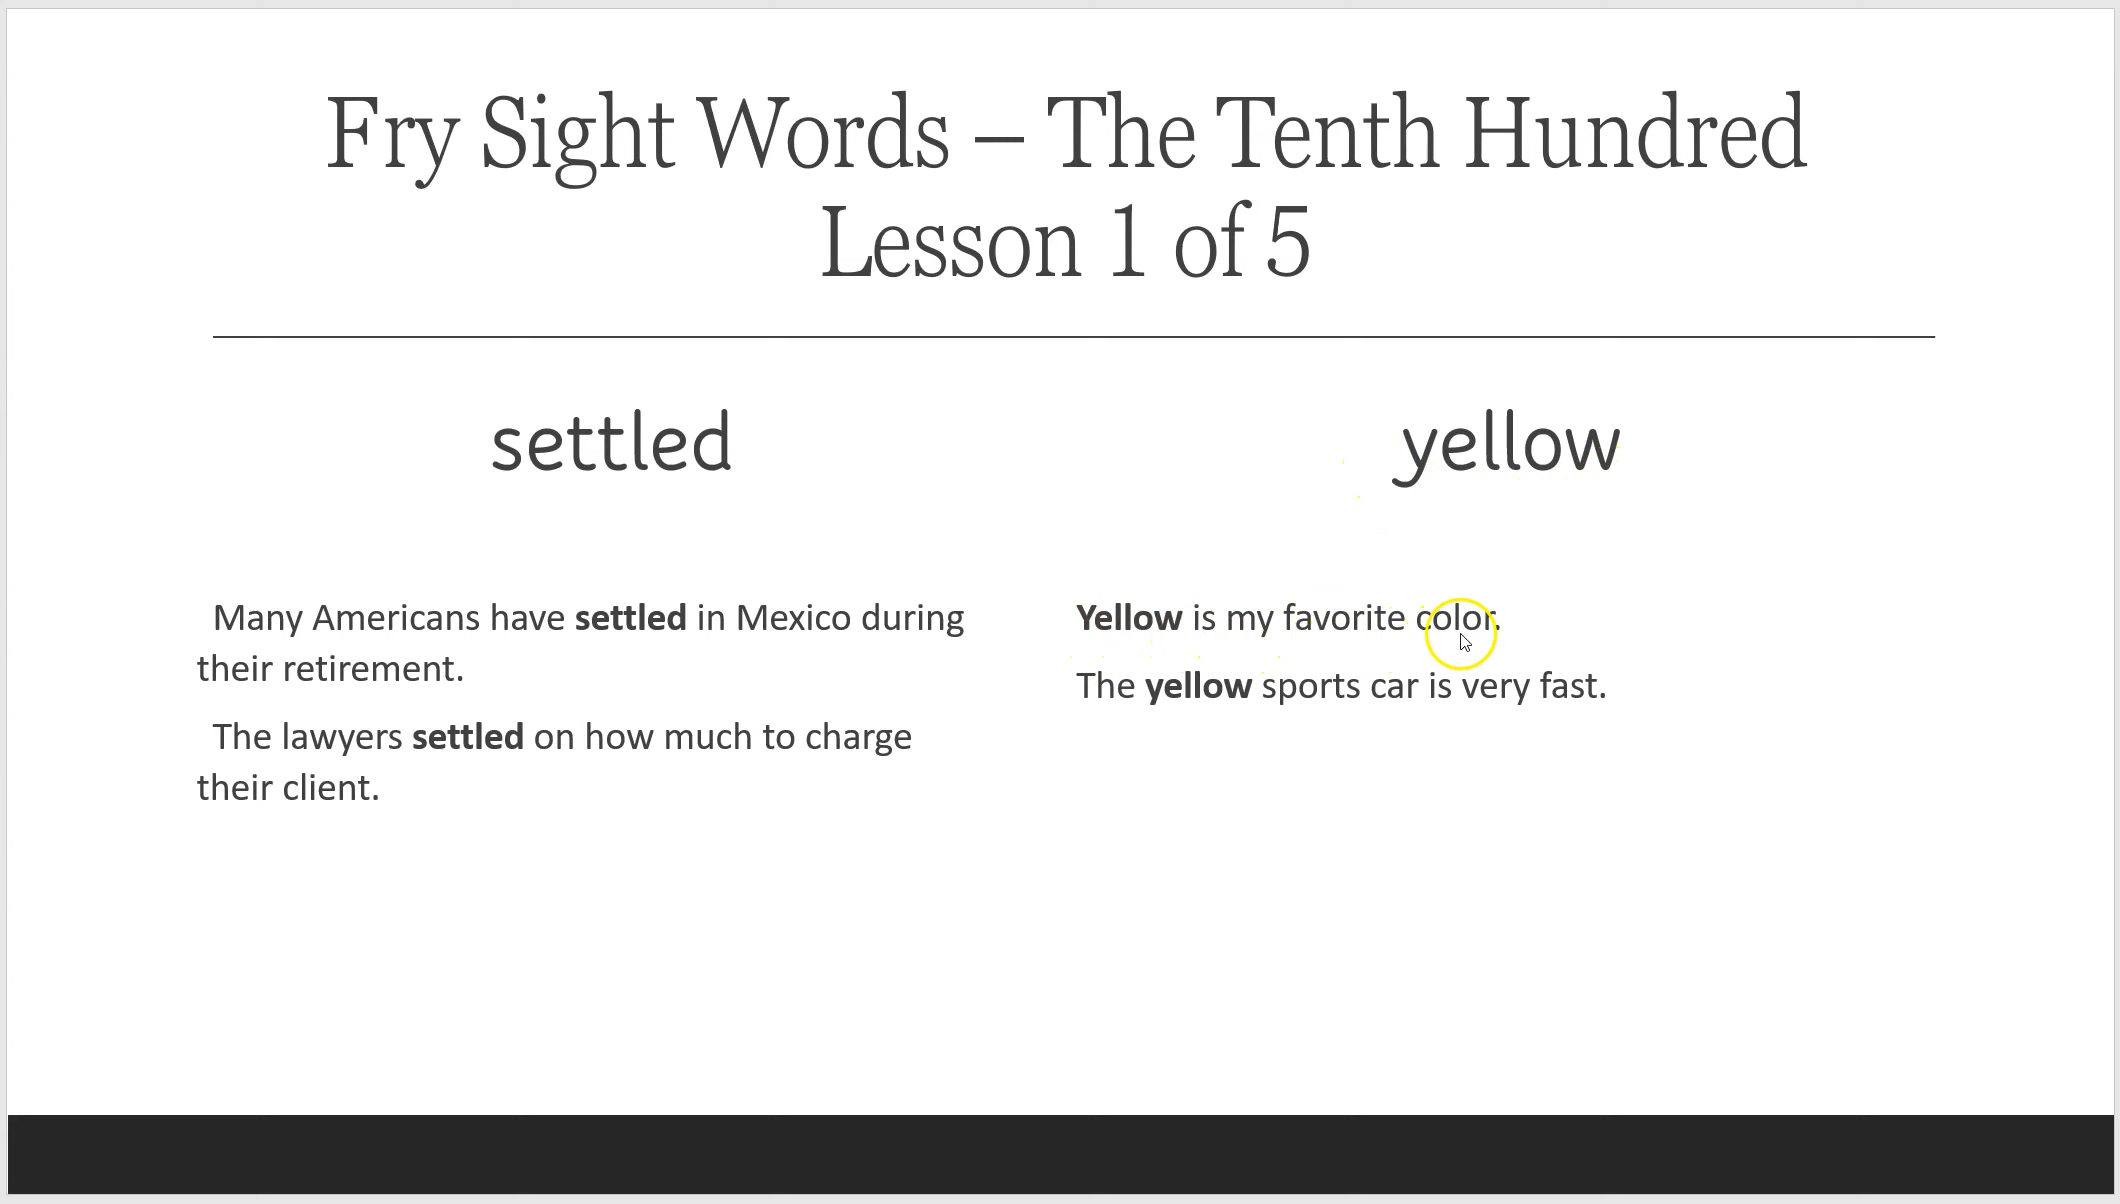 Fry Sight Words – The Tenth Hundred
Lesson 1 of 5
settled
Many Americans have settled in Mexico during
their retirement.
The lawyers settled on how much to charge
their client.
yellow
Yellow is my favorite color.
The yellow sports car is very fast.